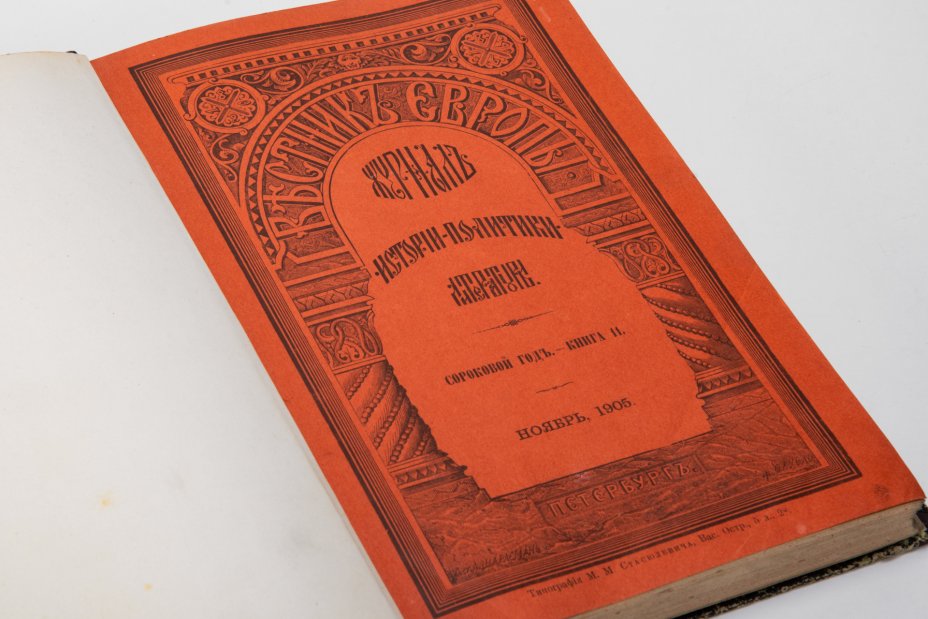 ВѢСТНИКЪ ЕВРОПЫ
ЖУРНАЛЪ
ИСТОРІИ-ПОЛИТИКИ
ЛИТЕРАТУРЫ.
СОРОКОВОЙ ГОДЪ.—КНИГА 11.
НОЯБРЬ, 1905.
ПЕТЕРБУРГЪ.
Типографія М. М. Стасюлевича, Вас. Остр., 5 л., 28.